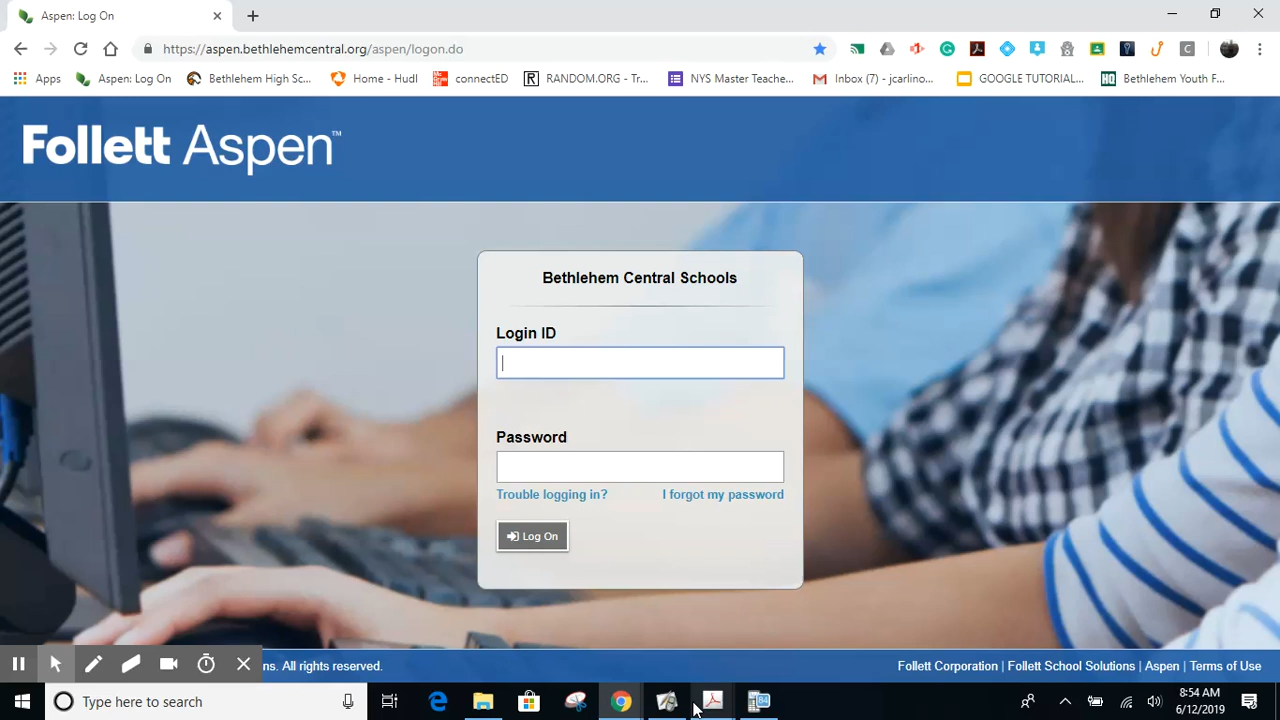 Aspen: Log On
https://aspen.bethlehemcentral.org/aspen/logon.do
Apps Aspen: Log On Bethlehem High Sc... Home - Hudl connectED RANDOM.ORG - Tr... NYS Master Teache... Inbox (7) - jcarlino... GOOGLE TUTORIAL... Bethlehem Youth F...
Follett Aspen™
Bethlehem Central Schools
Login ID
Password
Trouble logging in? I forgot my password
Log On
ns. All rights reserved. Follett Corporation | Follett School Solutions | Aspen | Terms of Use
Type here to search
8:54 AM
6/12/2019